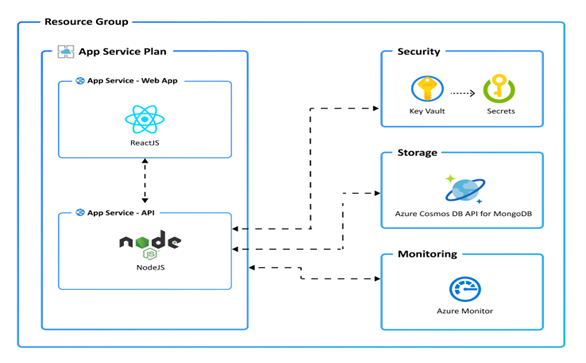 Resource Group
App Service Plan
App Service - Web App
ReactJS
App Service - API
node
JS
NodeJS
Security
Key Vault
Secrets
Storage
Azure Cosmos DB API for MongoDB
Monitoring
Azure Monitor